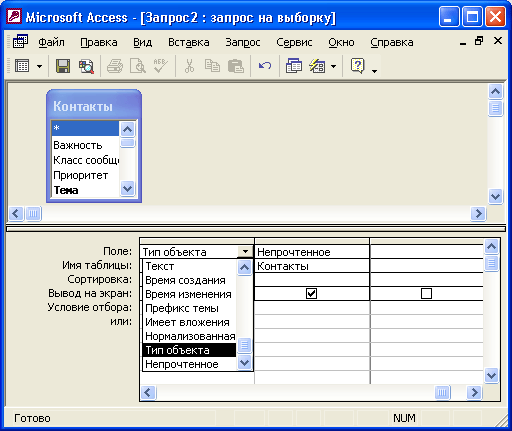 Microsoft Access - [Запрос2 : запрос на выборку]
Файл Правка Вид Вставка Запрос Сервис Окно Справка
Контакты
*
Важность
Класс сообще
Приоритет
Тема
Поле: Тип объекта Непрочтенное
Имя таблицы: Контакты
Сортировка:
Вывод на экран:
Условие отбора:
или:
Текст
Время создания
Время изменения
Префикс темы
Имеет вложения
Нормализованная
Тип объекта
Непрочтенное
Готово NUM